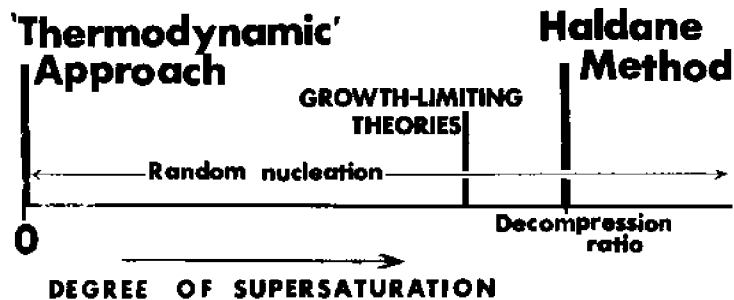 'Thermodynamic'
Approach
Haldane
Method
GROWTH-LIMITING
THEORIES
Random nucleation
0
Decompression
ratio
DEGREE OF SUPERSATURATION